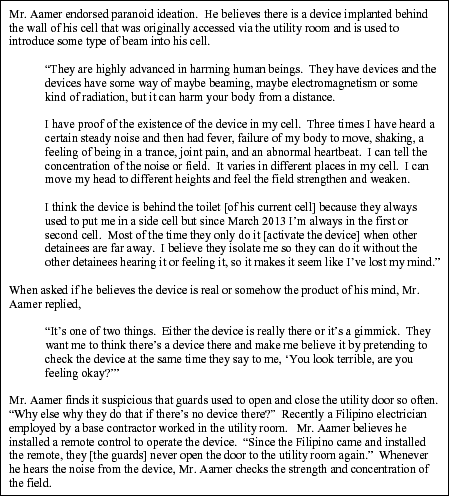 Mr. Aamer endorsed paranoid ideation.  He believes there is a device implanted behind
the wall of his cell that was originally accessed via the utility room and is used to
introduce some type of beam into his cell.
“They are highly advanced in harming human beings.  They have devices and the
devices have some way of maybe beaming, maybe electromagnetism or some
kind of radiation, but it can harm your body from a distance.
I have proof of the existence of the device in my cell.  Three times I have heard a
certain steady noise and then had fever, failure of my body to move, shaking, a
feeling of being in a trance, joint pain, and an abnormal heartbeat.  I can tell the
concentration of the noise or field.  It varies in different places in my cell.  I can
move my head to different heights and feel the field strengthen and weaken.
I think the device is behind the toilet [of his current cell] because they always
used to put me in a side cell but since March 2013 I’m always in the first or
second cell.  Most of the time they only do it [activate the device] when other
detainees are far away.  I believe they isolate me so they can do it without the
other detainees hearing it or feeling it, so it makes it seem like I’ve lost my mind.”
When asked if he believes the device is real or somehow the product of his mind, Mr.
Aamer replied,
“It’s one of two things.  Either the device is really there or it’s a gimmick.  They
want me to think there’s a device there and make me believe it by pretending to
check the device at the same time they say to me, ‘You look terrible, are you
feeling okay?’”
Mr. Aamer finds it suspicious that guards used to open and close the utility door so often.
“Why else why they do that if there’s no device there?”  Recently a Filipino electrician
employed by a base contractor worked in the utility room.   Mr. Aamer believes he
installed a remote control to operate the device.  “Since the Filipino came and installed
the remote, they [the guards] never open the door to the utility room again.”  Whenever
he hears the noise from the device, Mr. Aamer checks the strength and concentration of
the field.